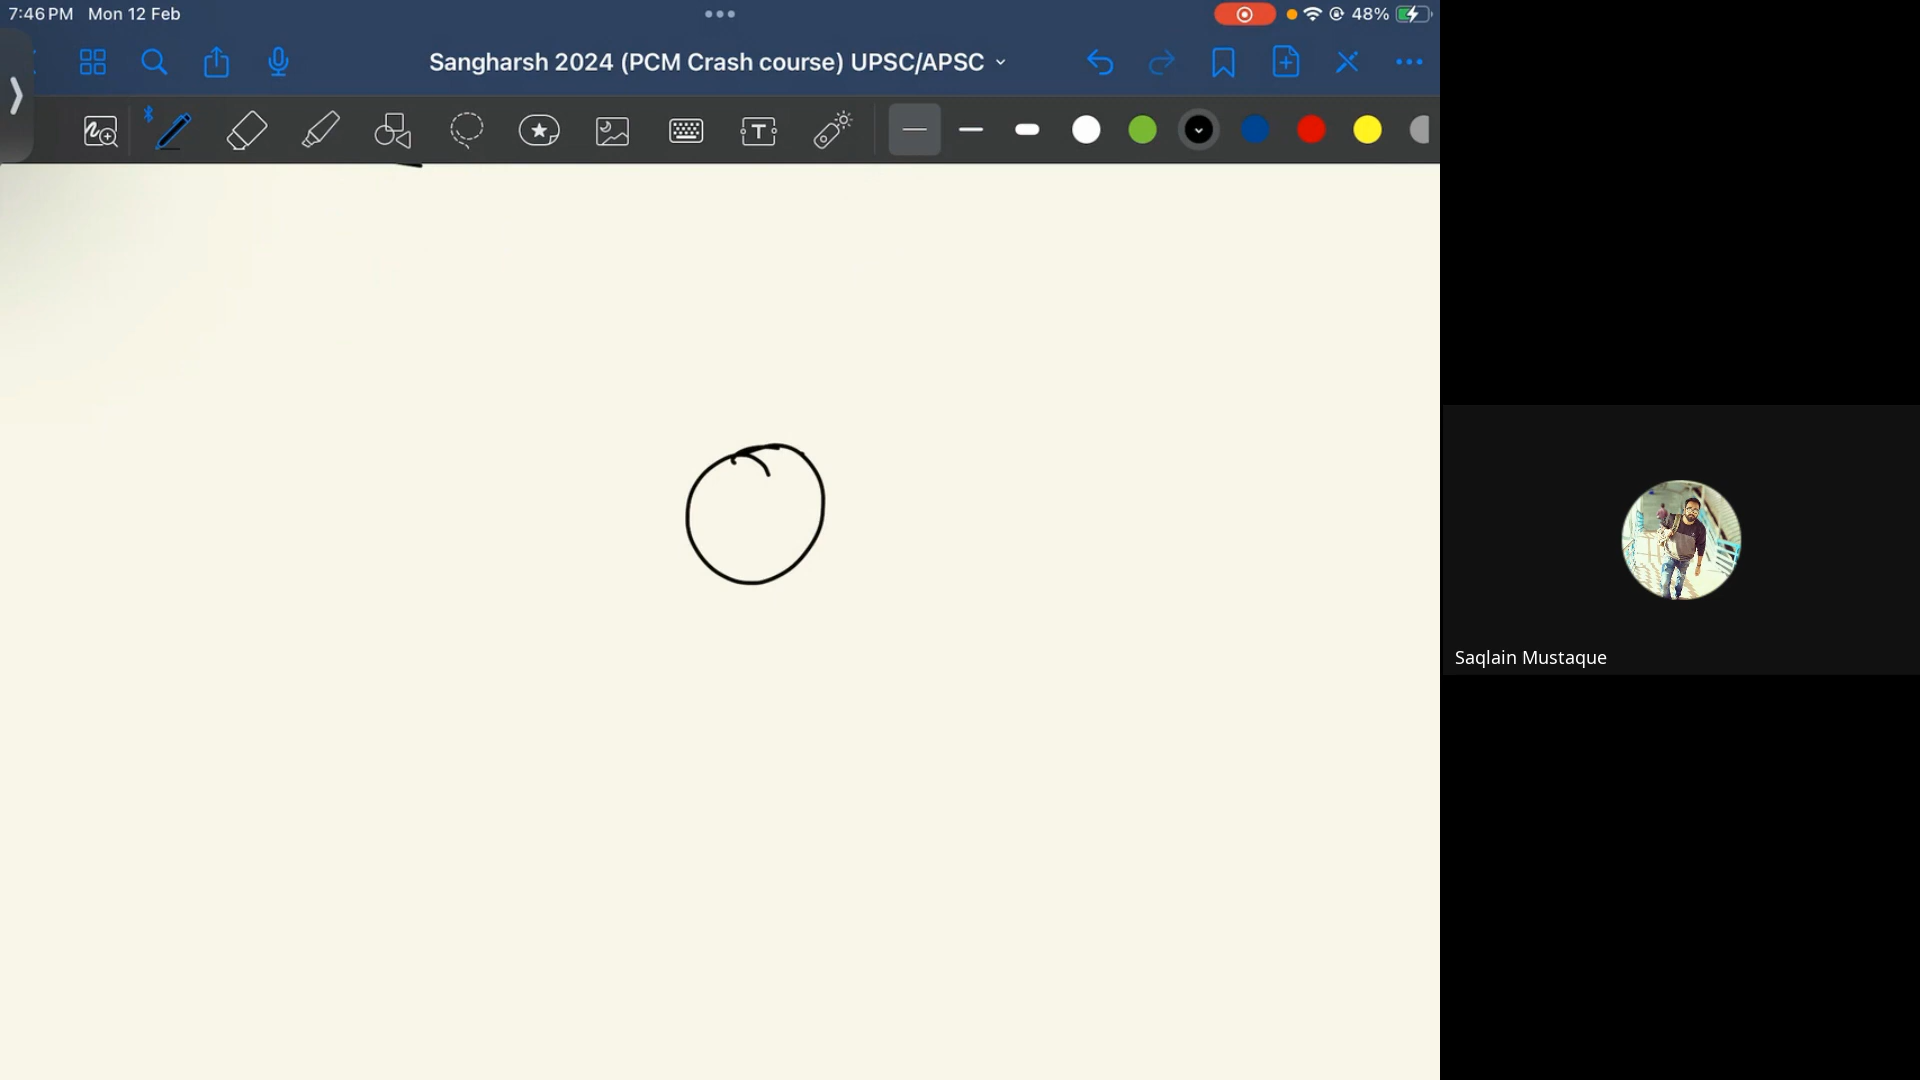 7:46 PM Mon 12 Feb
48%
Sangharsh 2024 (PCM Crash course) UPSC/APSC
T
Saqlain Mustaque